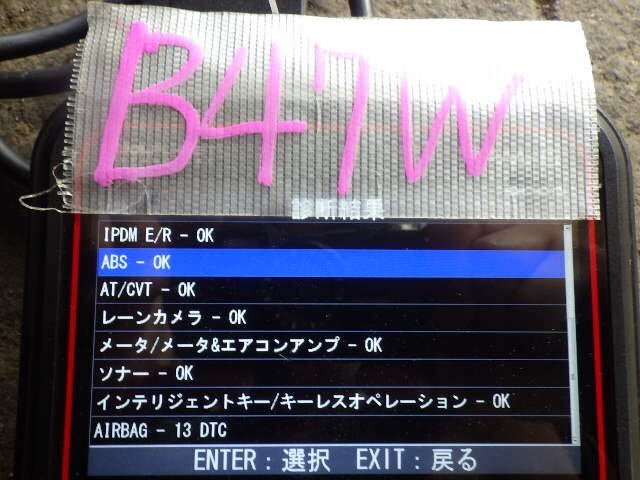 B47W
診断結果
IPDM E/R - OK
ABS - OK
AT/CVT - OK
レーンカメラ - OK
メータ/メータ&エアコンアンプ - OK
ソナー - OK
インテリジェントキー/キーレスオペレーション - OK
AIRBAG - 13 DTC
ENTER：選択 EXIT：戻る